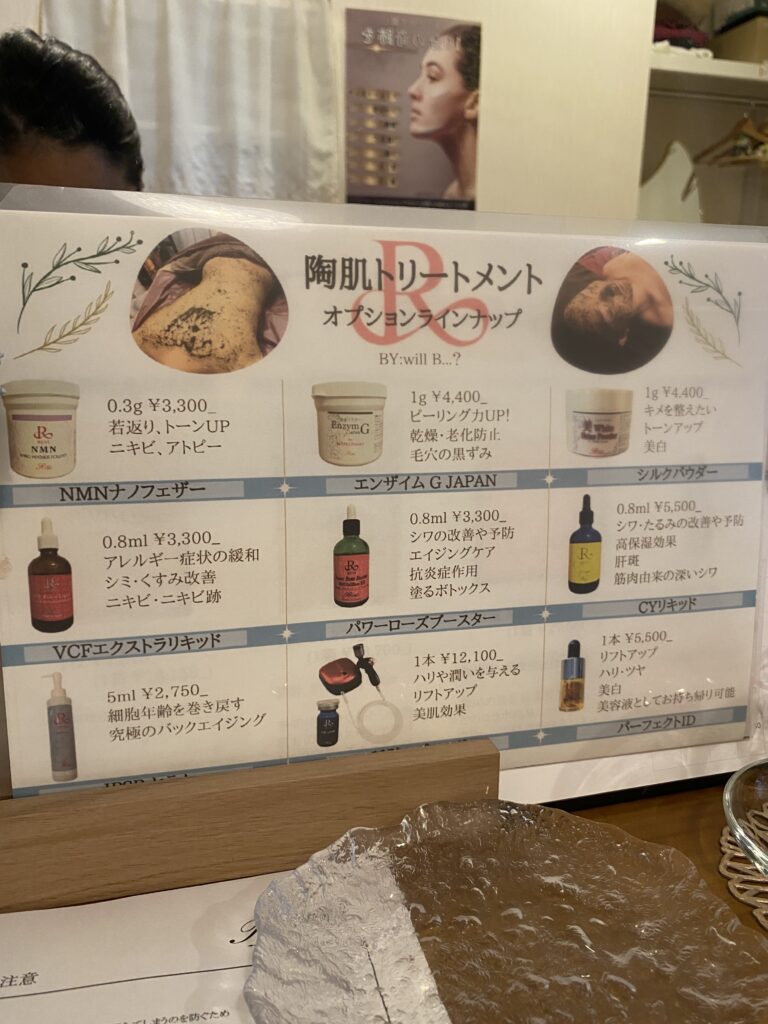 陶肌トリートメント
オプションラインナップ
BY:will B...?
0.3g ¥3,300_
若返り、トーンUP
ニキビ、アトピー
NMN
NMNナノフェザー
1g ¥4,400_
ピーリング力UP!
乾燥・老化防止
毛穴の黒ずみ
Enzym G
エンザイム G JAPAN
1g ¥4,400_
キメを整えたい
トーンアップ
美白
シルクパウダー
0.8ml ¥3,300_
アレルギー症状の緩和
シミ・くすみ改善
ニキビ・ニキビ跡
VCFエクストラリキッド
0.8ml ¥3,300_
シワの改善や予防
エイジングケア
抗炎症作用
塗るボトックス
パワーローズブースター
0.8ml ¥5,500_
シワ・たるみの改善や予防
高保湿効果
肝斑
筋肉由来の深いシワ
CYリキッド
5ml ¥2,750_
細胞年齢を巻き戻す
究極のバックエイジング
1本 ¥12,100_
ハリや潤いを与える
リフトアップ
美肌効果
1本 ¥5,500_
リフトアップ
ハリ・ツヤ
美白
美容液としてお持ち帰り可能
パーフェクトID
注意
てしまうのを防ぐため